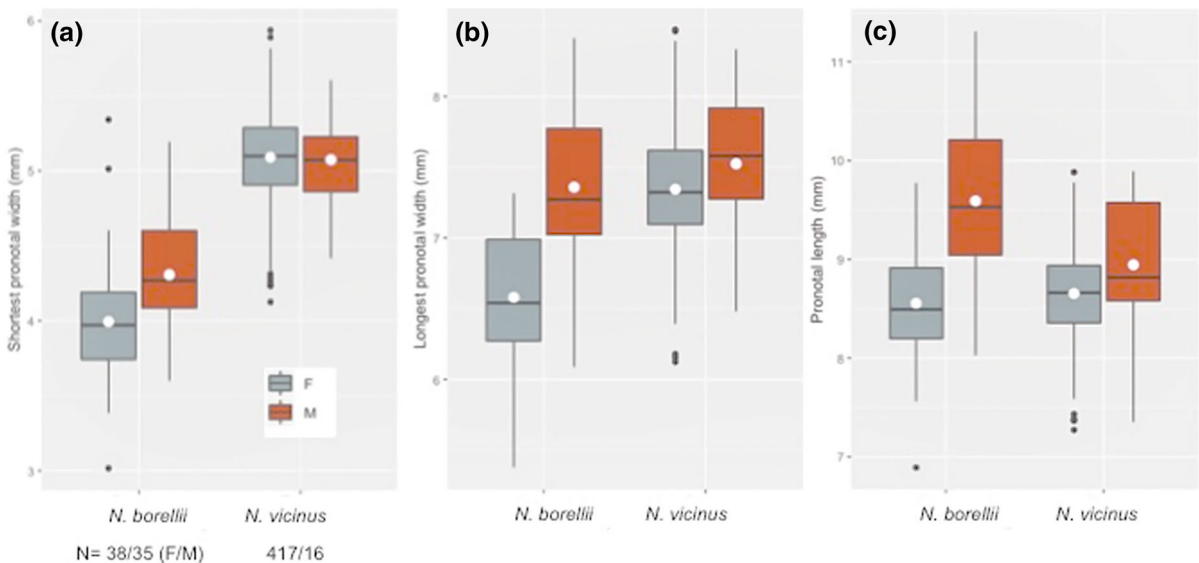 (a)
Shortest pronotal width (mm)
6
5
4
3
F
M
N. borellii N. vicinus
N= 38/35 (F/M) 417/16
(b)
Longest pronotal width (mm)
8
7
6
N. borellii N. vicinus
(c)
Pronotal length (mm)
11
10
9
8
7
N. borellii N. vicinus